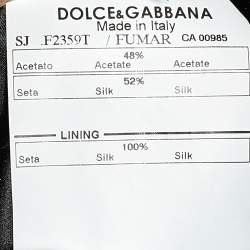 DOLCE&GABBANA
Made in Italy
SJ .F2359T / FUMAR CA 00985
48%
Acetato Acetate Acetate
52%
Seta Silk Silk
LINING
100%
Seta Silk Silk